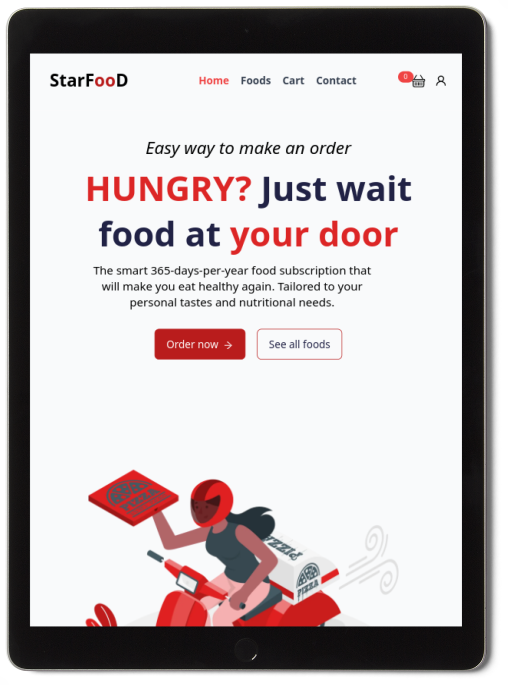 StarFooD
Home Foods Cart Contact
0
Easy way to make an order
HUNGRY? Just wait
food at your door
The smart 365-days-per-year food subscription that
will make you eat healthy again. Tailored to your
personal tastes and nutritional needs.
Order now →
See all foods
PIZZA
PIZZA
PIZZA